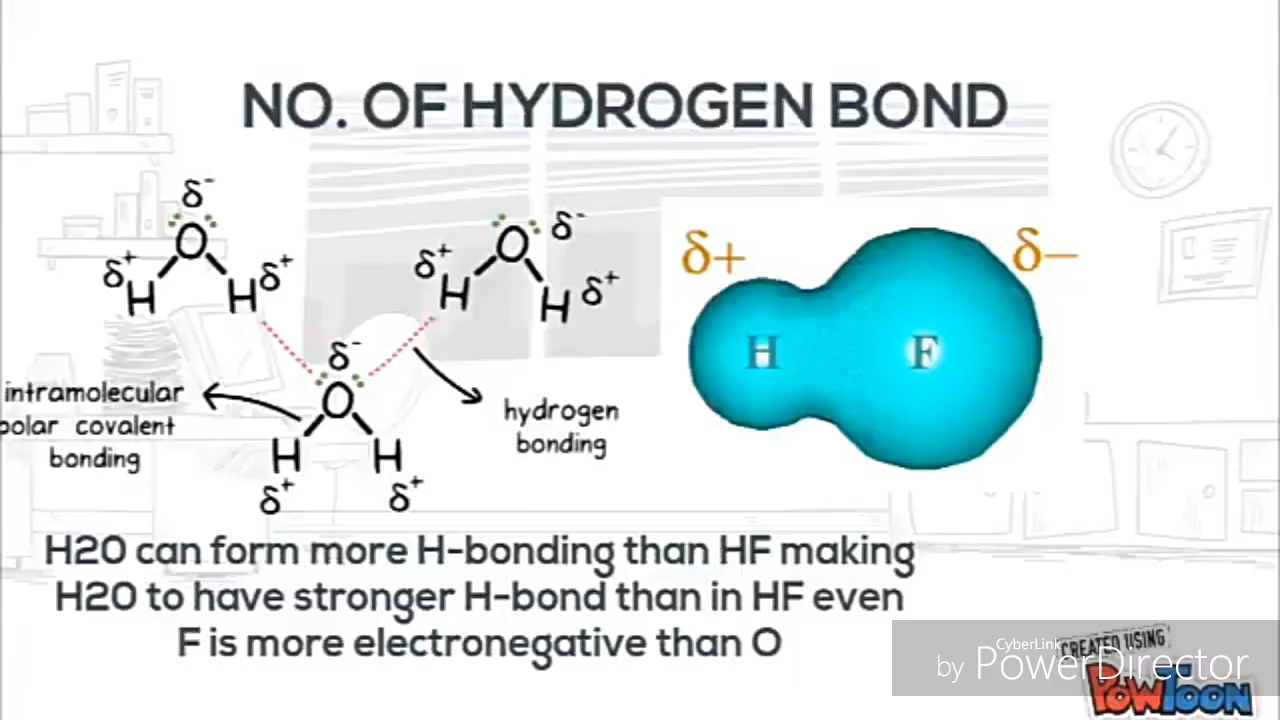 NO. OF HYDROGEN BOND
δ-
O
δ+
H
H
δ+
O
δ-
δ+
H
H
δ+
δ-
O
H
H
δ+
δ+
intramolecular
polar covalent
bonding
hydrogen
bonding
δ+
δ−
H
F
H2O can form more H-bonding than HF making
H2O to have stronger H-bond than in HF even
F is more electronegative than O
CREATED USING
POWTOON
CyberLink
by PowerDirector